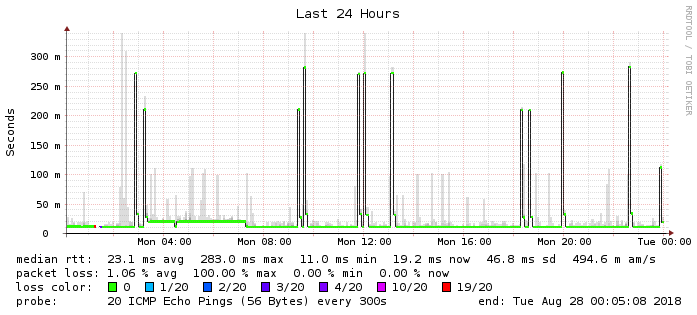 Last 24 Hours
RRDTOOL / TOBI OETIKER
Seconds
300 m
250 m
200 m
150 m
100 m
50 m
0
Mon 04:00 Mon 08:00 Mon 12:00 Mon 16:00 Mon 20:00 Tue 00:00
median rtt: 23.1 ms avg 283.0 ms max 11.0 ms min 19.2 ms now 46.8 ms sd 494.6 m am/s
packet loss: 1.06 % avg 100.00 % max 0.00 % min 0.00 % now
loss color: 0 1/20 2/20 3/20 4/20 10/20 19/20
probe: 20 ICMP Echo Pings (56 Bytes) every 300s end: Tue Aug 28 00:05:08 2018